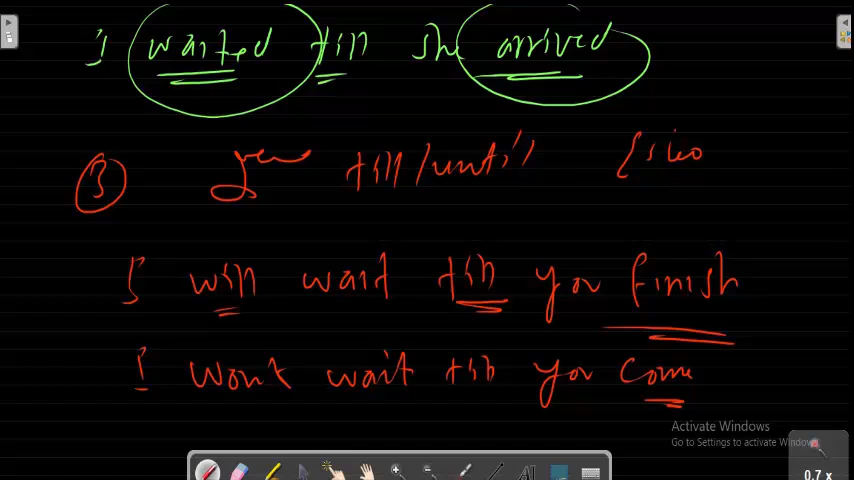 I waited till she arrived
3 till/until
I will wait till you finish
I won't wait till you come
Activate Windows
Go to Settings to activate Windows.
0.7 x